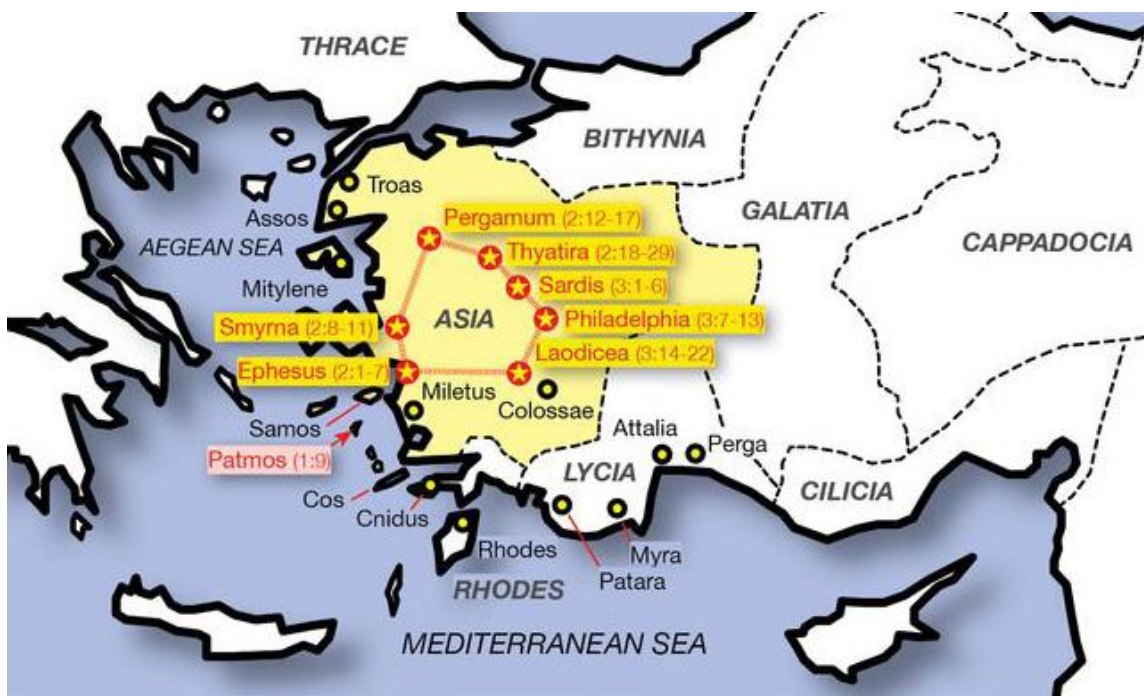 THRACE
BITHYNIA
Troas
Pergamum (2:12-17)
GALATIA
Assos
CAPPADOCIA
AEGEAN SEA
Thyatira (2:18-29)
Mitylene
Sardis (3:1-6)
Smyrna (2:8-11)
ASIA
Philadelphia (3:7-13)
Laodicea (3:14-22)
Ephesus (2:1-7)
Miletus
Colossae
Samos
Attalia
Perga
Patmos (1:9)
LYCIA
CILICIA
Cos
Cnidus
Rhodes
Myra
Patara
RHODES
MEDITERRANEAN SEA